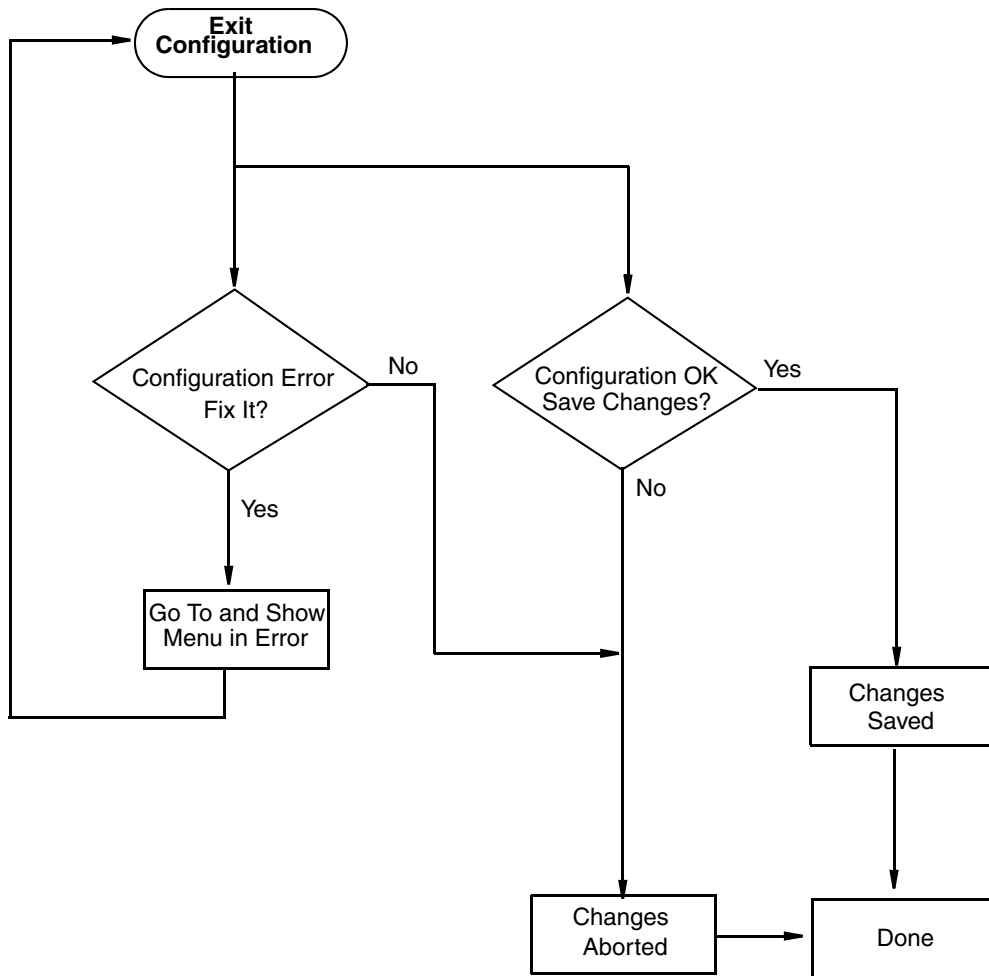 Exit
Configuration
Configuration Error
Fix It?
No
Configuration OK
Save Changes?
Yes
Yes
No
Go To and Show
Menu in Error
Changes
Saved
Changes
Aborted
Done